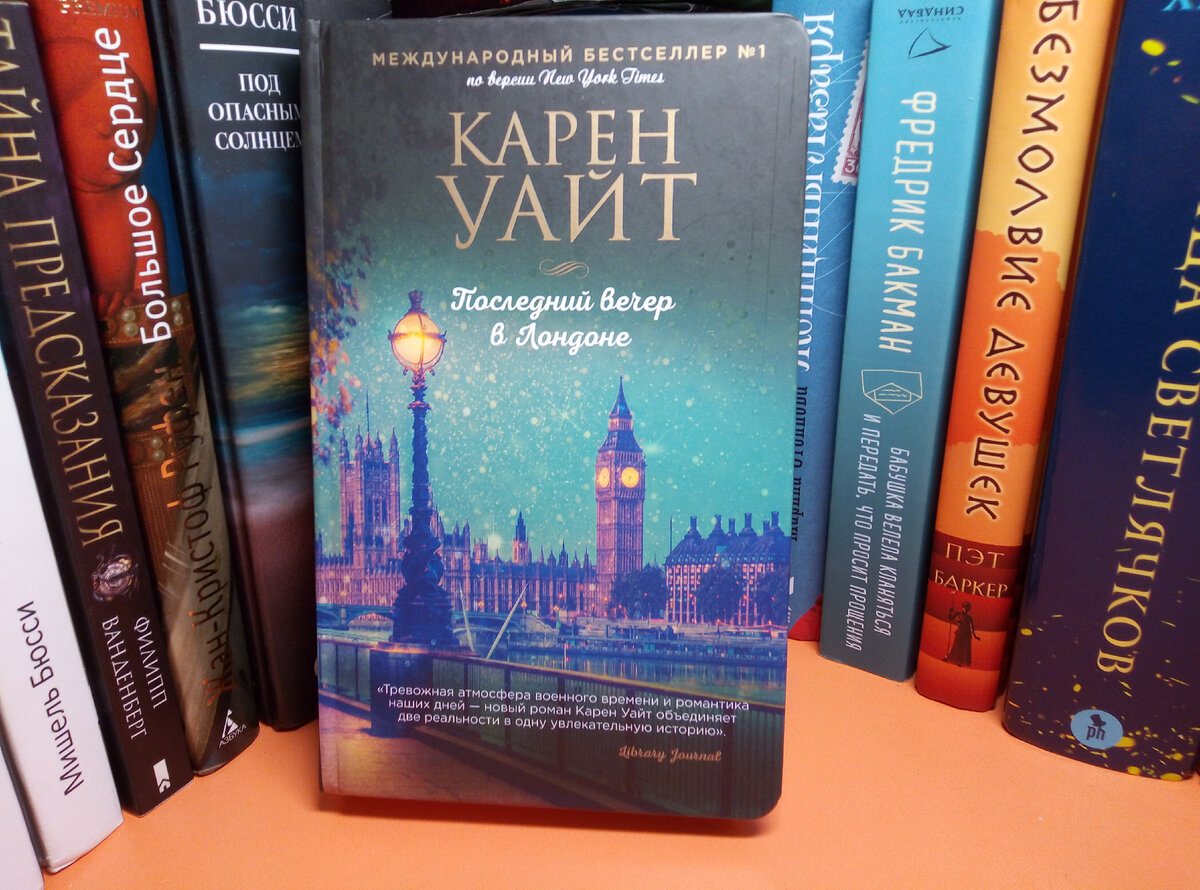 МЕЖДУНАРОДНЫЙ БЕСТСЕЛЛЕР №1
по версии New York Times
КАРЕН
УАЙТ
Последний вечер
в Лондоне
«Тревожная атмосфера военного времени и романтика
наших дней — новый роман Карен Уайт объединяет
две реальности в одну увлекательную историю».
Library Journal
Мишель Бюсси
ТАЙНА ПРЕДСКАЗАНИЯ
ФИЛИПП
ВАНДЕНБЕРГ
Большое Сердце
Жан-Кристоф Руфен
АЗБУКА
БЮССИ
ПОД
ОПАСНЫМ
СОЛНЦЕМ
СИНДБАД
ФРЕДРИК БАКМАН
БАБУШКА ВЕЛЕЛА КЛАНЯТЬСЯ
И ПЕРЕДАТЬ, ЧТО ПРОСИТ ПРОЩЕНИЯ
БЕЗМОЛВИЕ ДЕВУШЕК
ПЭТ
БАРКЕР
СВЕТЛЯЧКОВ
ph